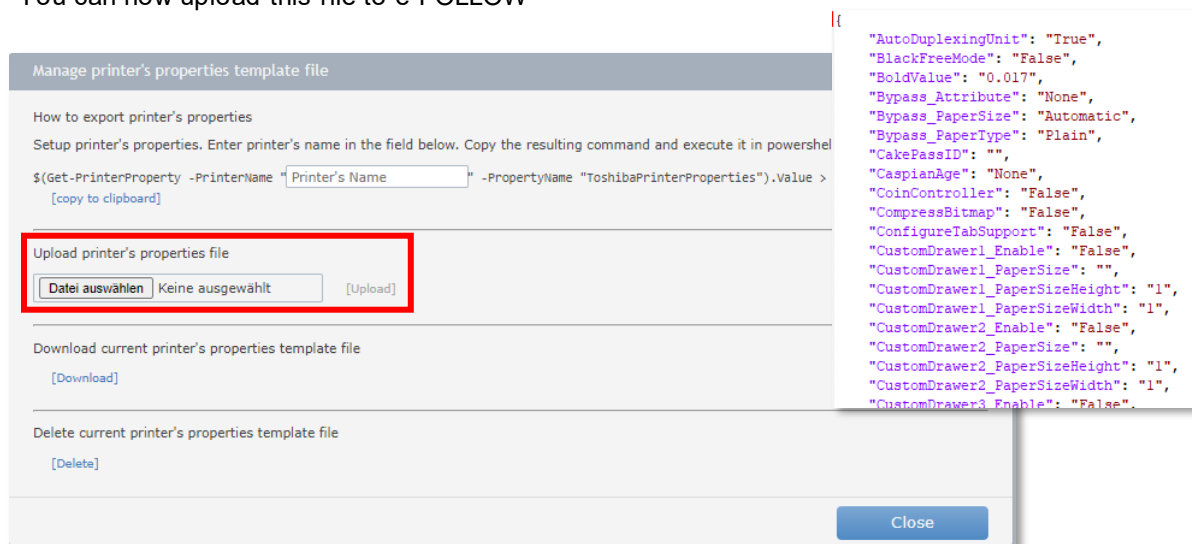 You can now upload this file to e-FOLLOW
Manage printer's properties template file
How to export printer's properties
Setup printer's properties. Enter printer's name in the field below. Copy the resulting command and execute it in powershel
$(Get-PrinterProperty -PrinterName "Printer's Name" -PropertyName "ToshibaPrinterProperties").Value >
[copy to clipboard]
Upload printer's properties file
Datei auswählen Keine ausgewählt [Upload]
Download current printer's properties template file
[Download]
Delete current printer's properties template file
[Delete]
Close
{
"AutoDuplexingUnit": "True",
"BlackFreeMode": "False",
"BoldValue": "0.017",
"Bypass_Attribute": "None",
"Bypass_PaperSize": "Automatic",
"Bypass_PaperType": "Plain",
"CakePassID": "",
"CaspianAge": "None",
"CoinController": "False",
"CompressBitmap": "False",
"ConfigureTabSupport": "False",
"CustomDrawer1_Enable": "False",
"CustomDrawer1_PaperSize": "",
"CustomDrawer1_PaperSizeHeight": "1",
"CustomDrawer1_PaperSizeWidth": "1",
"CustomDrawer2_Enable": "False",
"CustomDrawer2_PaperSize": "",
"CustomDrawer2_PaperSizeHeight": "1",
"CustomDrawer2_PaperSizeWidth": "1",
"CustomDrawer3_Enable": "False",